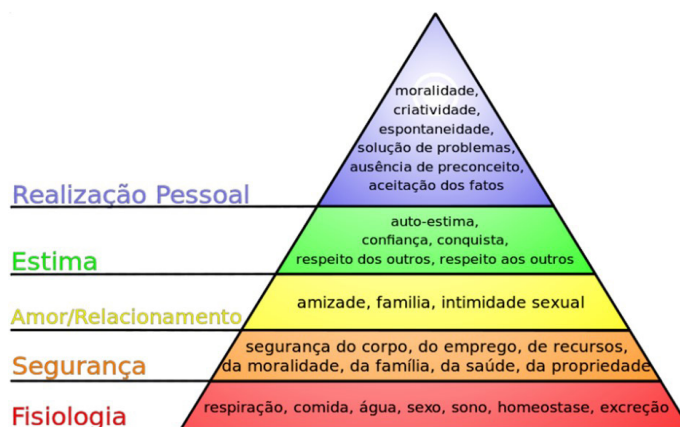 moralidade,
criatividade,
espontaneidade,
solução de problemas,
ausência de preconceito,
aceitação dos fatos
Realização Pessoal
auto-estima,
confiança, conquista,
respeito dos outros, respeito aos outros
Estima
amizade, familia, intimidade sexual
Amor/Relacionamento
segurança do corpo, do emprego, de recursos,
da moralidade, da família, da saúde, da propriedade
Segurança
respiração, comida, água, sexo, sono, homeostase, excreção
Fisiologia